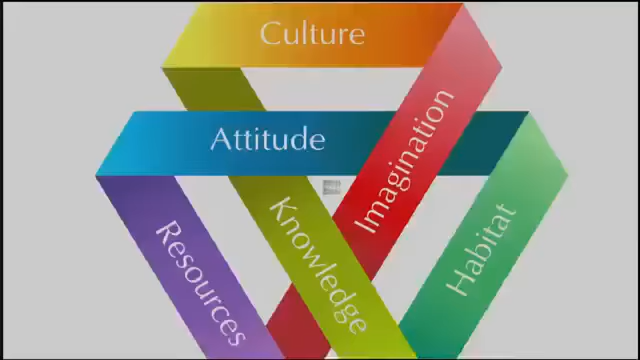 Culture
Attitude
Imagination
Knowledge
Resources
Habitat